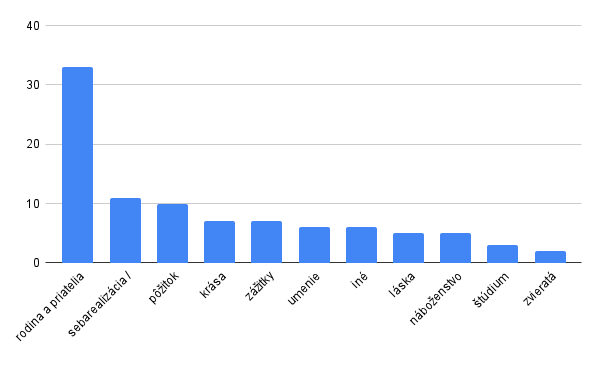 40
30
20
10
0
rodina a priatelia
sebarealizácia /
pôžitok
krása
zážitky
umenie
iné
láska
náboženstvo
štúdium
zvieratá